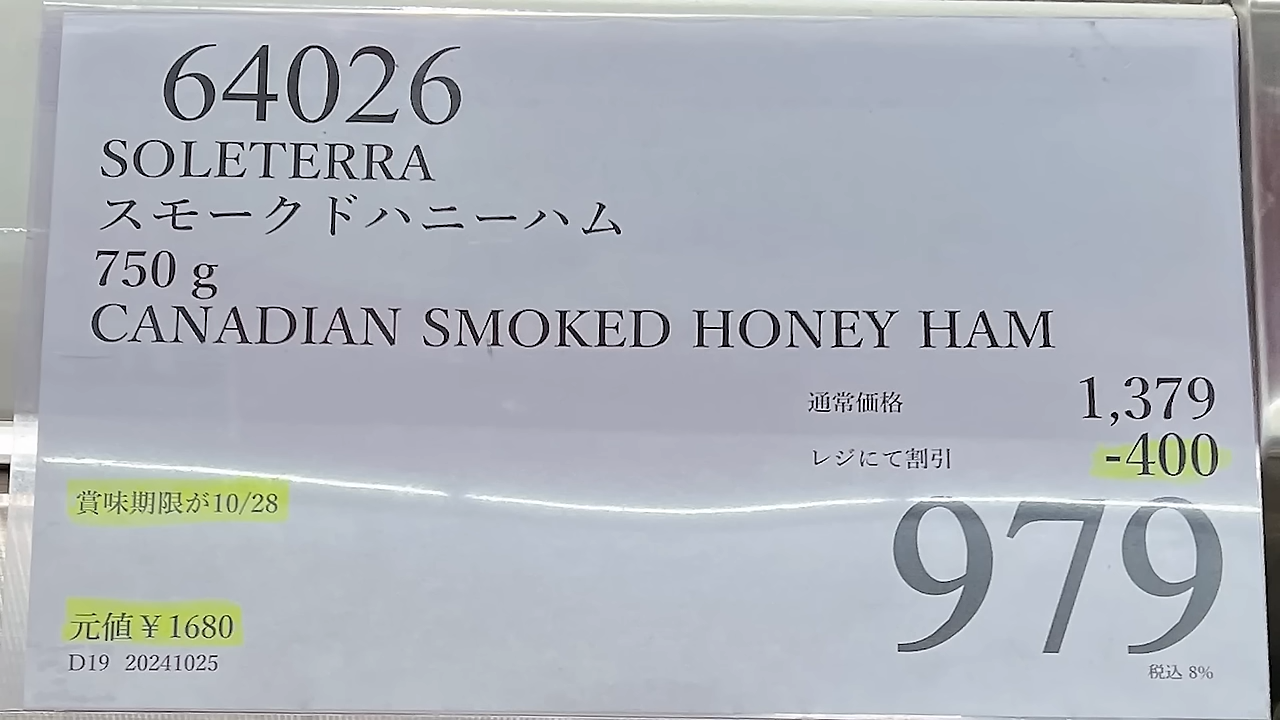 64026
SOLETERRA
スモークドハニーハム
750 g
CANADIAN SMOKED HONEY HAM
通常価格 1,379
レジにて割引 -400
賞味期限が10/28
979
元値￥1680
D19 20241025
税込 8%